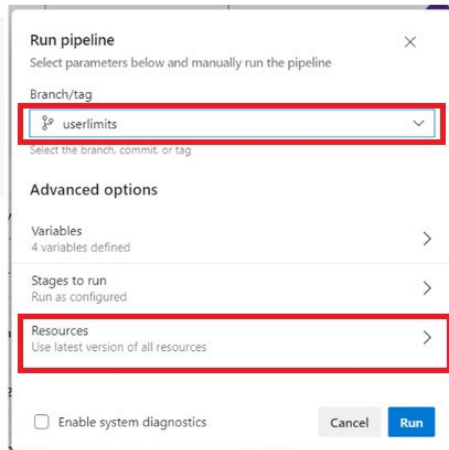 Run pipeline
Select parameters below and manually run the pipeline
Branch/tag
userlimits
Select the branch, commit, or tag
Advanced options
Variables
4 variables defined
Stages to run
Run as configured
Resources
Use latest version of all resources
Enable system diagnostics
Cancel
Run